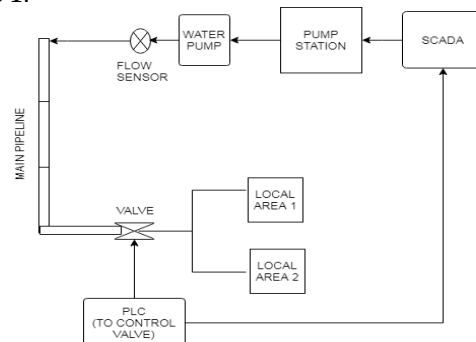 WATER
PUMP
PUMP
STATION
SCADA
FLOW
SENSOR
MAIN PIPELINE
VALVE
LOCAL
AREA 1
LOCAL
AREA 2
PLC
(TO CONTROL
VALVE)